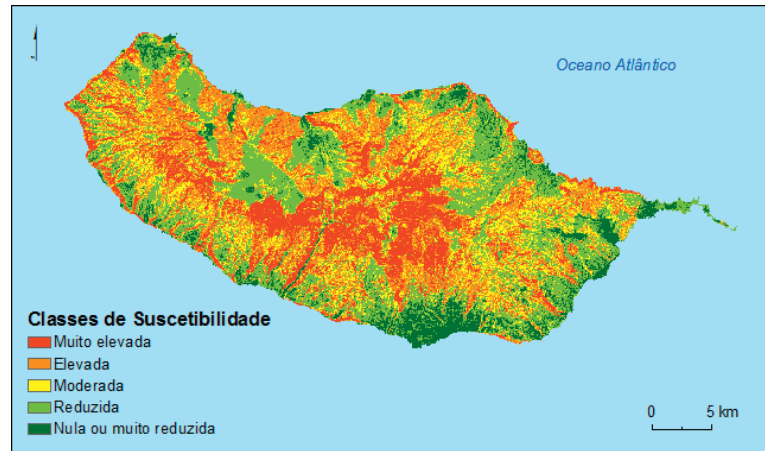 Oceano Atlântico
Classes de Suscetibilidade
Muito elevada
Elevada
Moderada
Reduzida
Nula ou muito reduzida
0 5 km